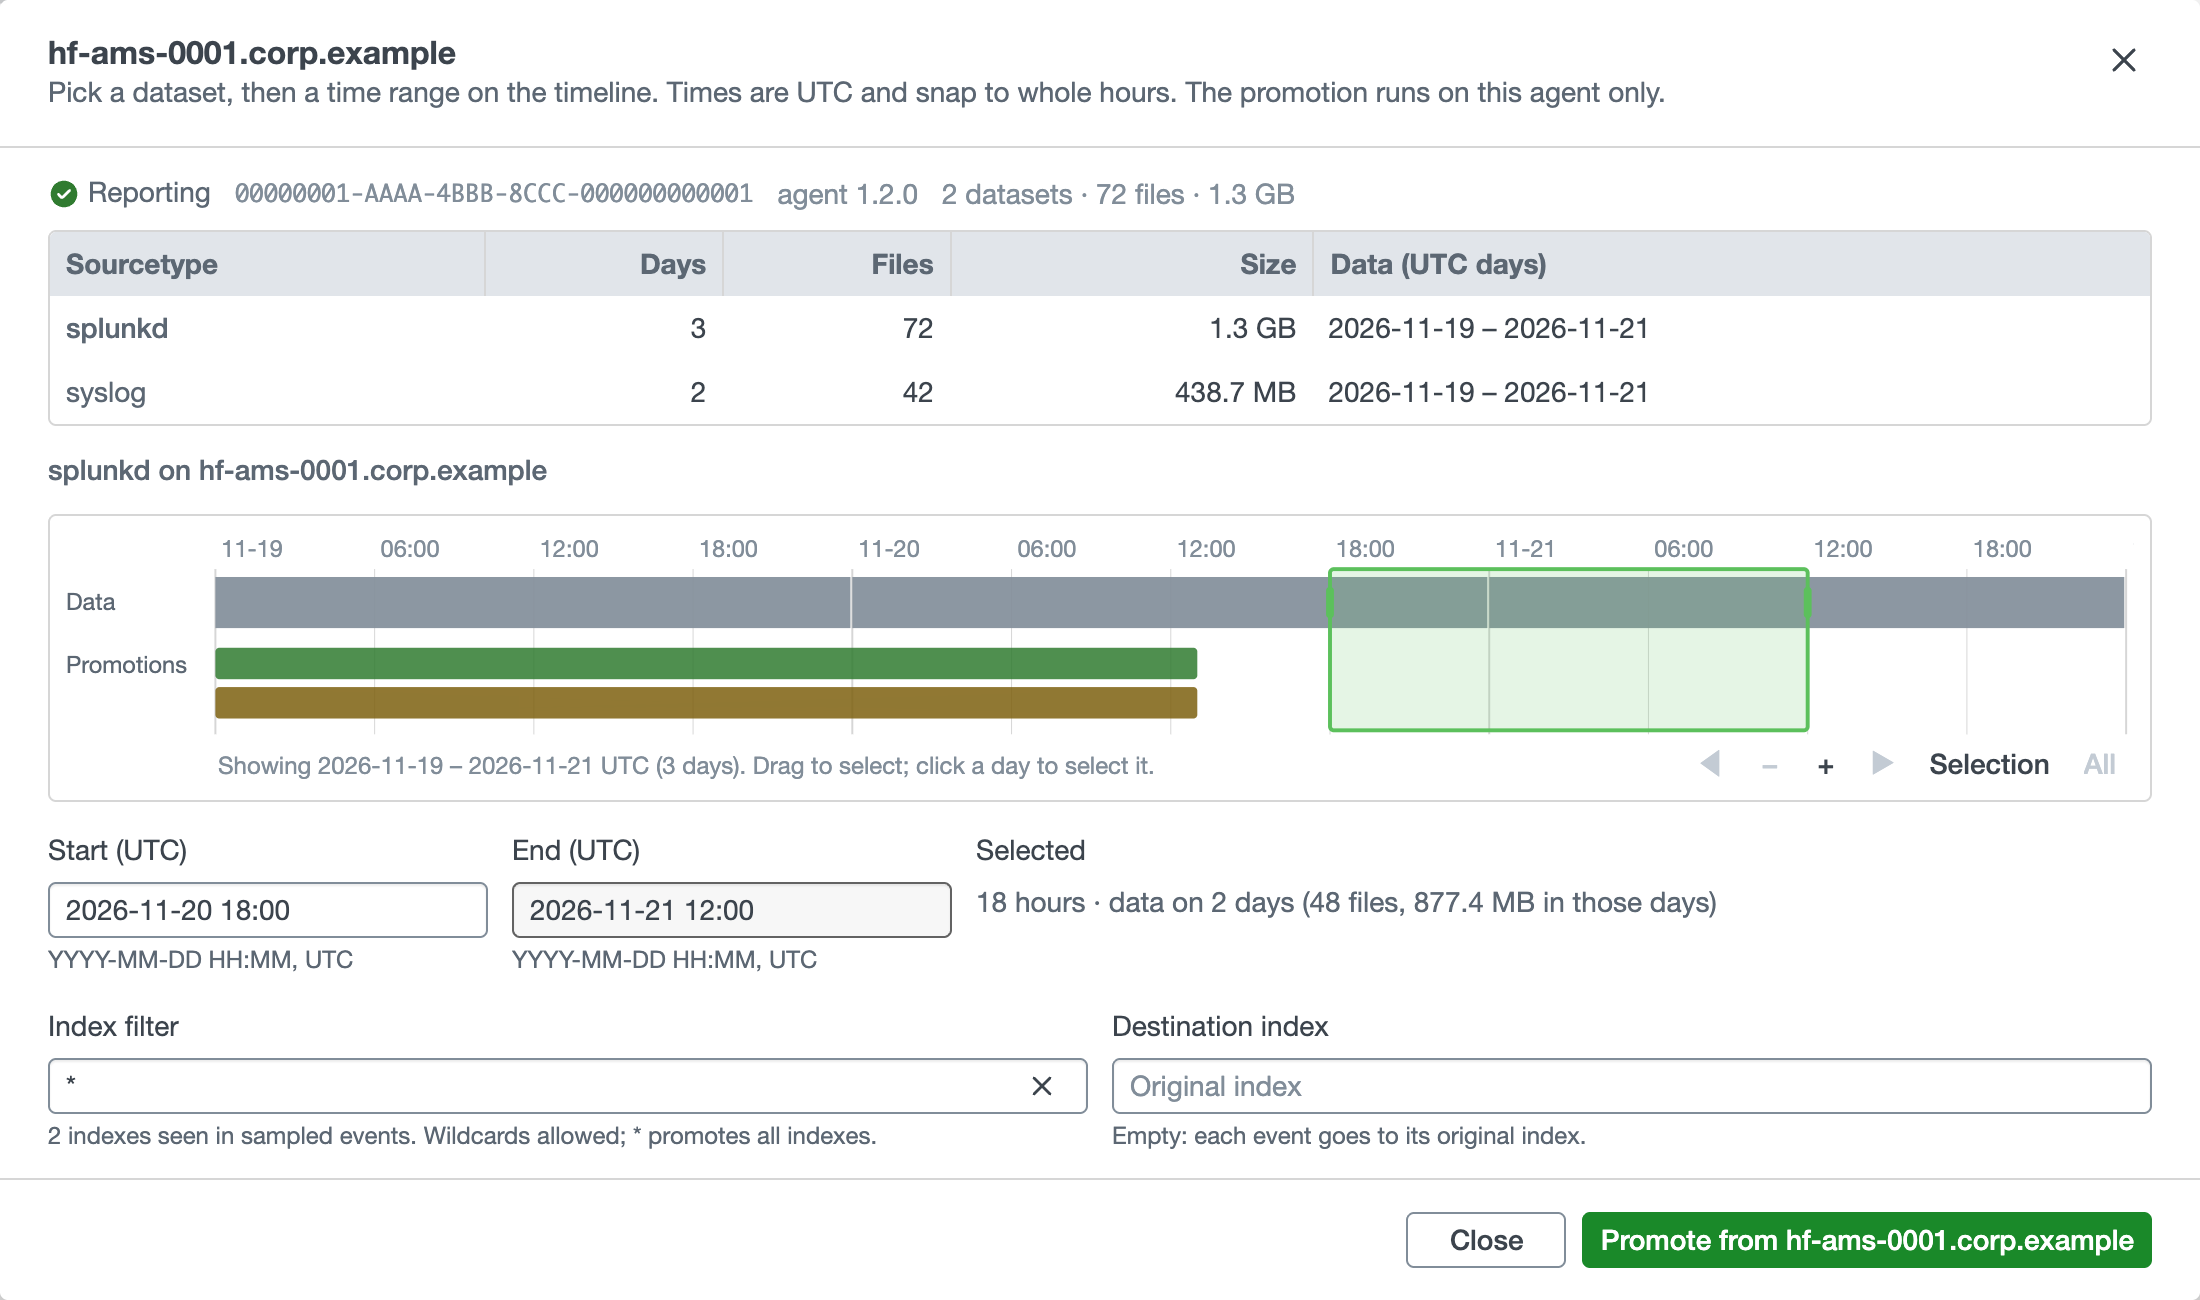 hf-ams-0001.corp.example
Pick a dataset, then a time range on the timeline. Times are UTC and snap to whole hours. The promotion runs on this agent only.
Reporting 00000001-AAAA-4BBB-8CCC-000000000001 agent 1.2.0 2 datasets · 72 files · 1.3 GB
Sourcetype Days Files Size Data (UTC days)
splunkd 3 72 1.3 GB 2026-11-19 – 2026-11-21
syslog 2 42 438.7 MB 2026-11-19 – 2026-11-21
splunkd on hf-ams-0001.corp.example
11-19 06:00 12:00 18:00 11-20 06:00 12:00 18:00 11-21 06:00 12:00 18:00
Data
Promotions
Showing 2026-11-19 – 2026-11-21 UTC (3 days). Drag to select; click a day to select it. − + Selection All
Start (UTC) End (UTC) Selected
2026-11-20 18:00 2026-11-21 12:00 18 hours · data on 2 days (48 files, 877.4 MB in those days)
YYYY-MM-DD HH:MM, UTC YYYY-MM-DD HH:MM, UTC
Index filter Destination index
* Original index
2 indexes seen in sampled events. Wildcards allowed; * promotes all indexes. Empty: each event goes to its original index.
Close Promote from hf-ams-0001.corp.example